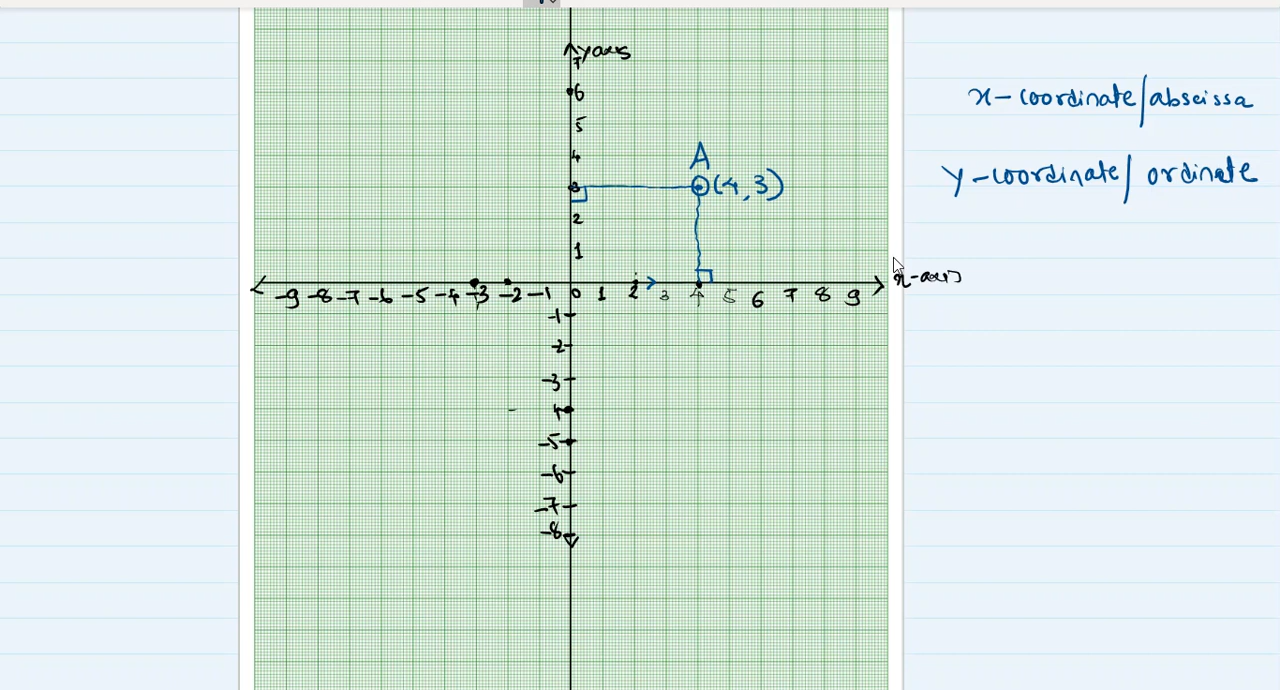 y axis
7
6
5
4
3
2
1
A
(4,3)
x-coordinate/abscissa
y-coordinate/ ordinate
x-axis
-9 -8 -7 -6 -5 -4 -3 -2 -1 0 1 2 3 4 5 6 7 8 9
-1
-2
-3
-4
-5
-6
-7
-8